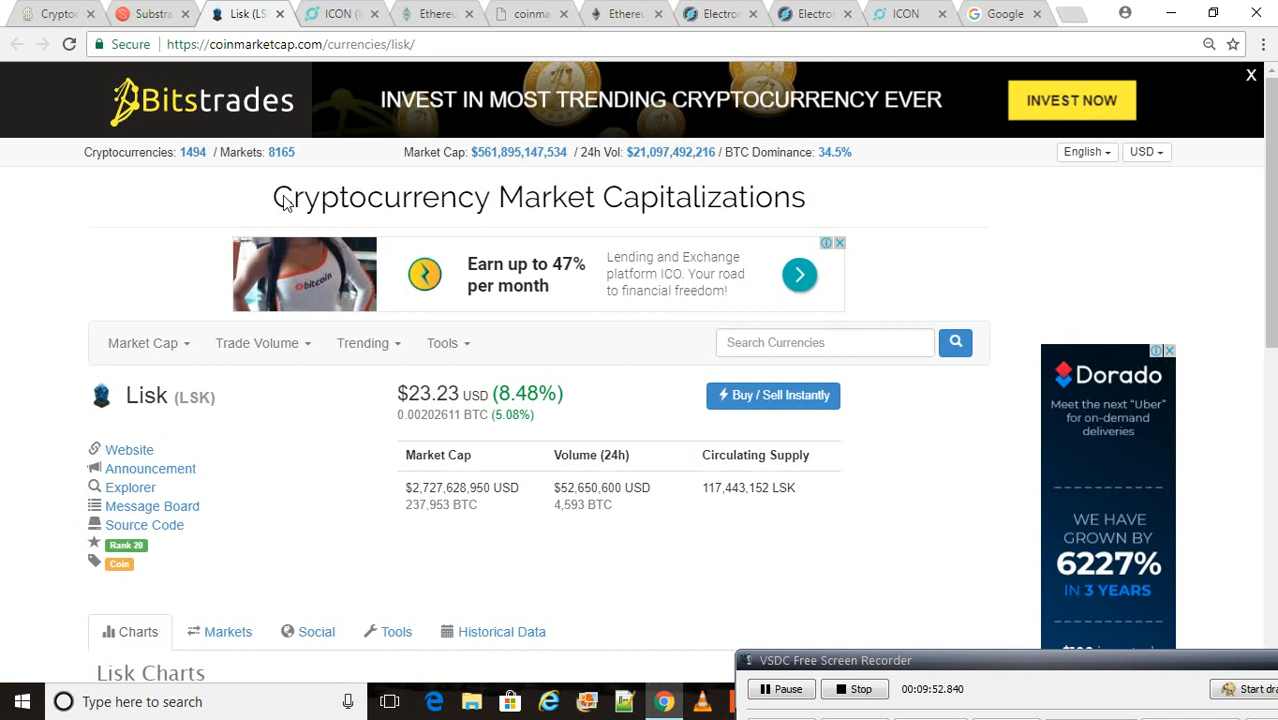 Cryptoc
Substra
Lisk (LS
ICON (I
Ethereu
coinma
Ethereu
Electron
Electron
ICON
Google
Secure https://coinmarketcap.com/currencies/lisk/
Bitstrades
INVEST IN MOST TRENDING CRYPTOCURRENCY EVER
INVEST NOW
X
Cryptocurrencies: 1494 / Markets: 8165
Market Cap: $561,895,147,534 / 24h Vol: $21,097,492,216 / BTC Dominance: 34.5%
English
USD
Cryptocurrency Market Capitalizations
bitcoin
Earn up to 47%
per month
Lending and Exchange
platform ICO. Your road
to financial freedom!
Market Cap
Trade Volume
Trending
Tools
Search Currencies
Lisk (LSK)
$23.23 USD (8.48%)
0.00202611 BTC (5.08%)
Buy / Sell Instantly
Website
Announcement
Explorer
Message Board
Source Code
Rank 20
Coin
Market Cap
Volume (24h)
Circulating Supply
$2,727,628,950 USD
$52,650,600 USD
117,443,152 LSK
237,953 BTC
4,593 BTC
Dorado
Meet the next "Uber"
for on-demand
deliveries
WE HAVE
GROWN BY
6227%
IN 3 YEARS
Charts
Markets
Social
Tools
Historical Data
Lisk Charts
VSDC Free Screen Recorder
Pause
Stop
00:09:52.840
Start dra
Type here to search